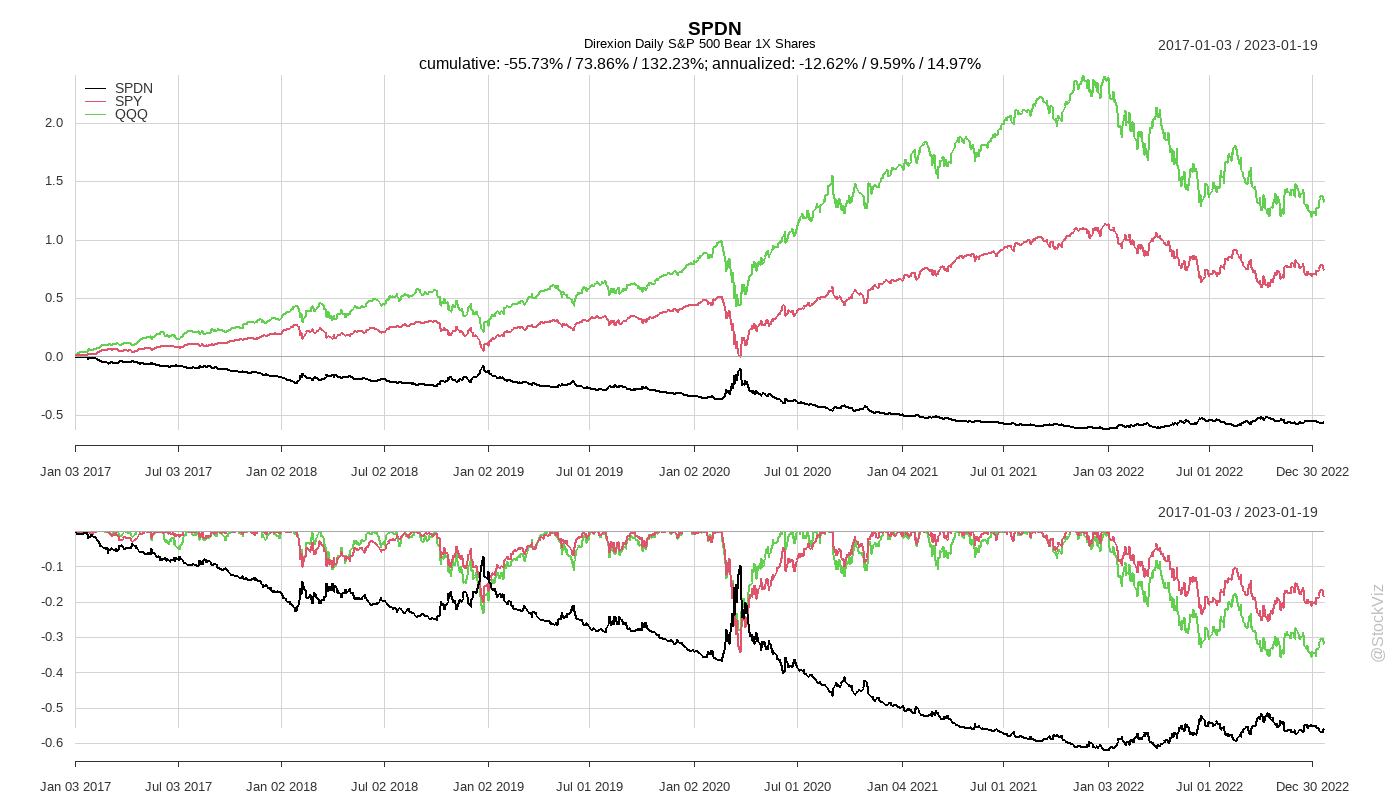 SPDN
Direxion Daily S&P 500 Bear 1X Shares
2017-01-03 / 2023-01-19
cumulative: -55.73% / 73.86% / 132.23%; annualized: -12.62% / 9.59% / 14.97%
SPDN
SPY
QQQ
2.0
1.5
1.0
0.5
0.0
-0.5
Jan 03 2017 Jul 03 2017 Jan 02 2018 Jul 02 2018 Jan 02 2019 Jul 01 2019 Jan 02 2020 Jul 01 2020 Jan 04 2021 Jul 01 2021 Jan 03 2022 Jul 01 2022 Dec 30 2022
2017-01-03 / 2023-01-19
-0.1
-0.2
-0.3
-0.4
-0.5
-0.6
Jan 03 2017 Jul 03 2017 Jan 02 2018 Jul 02 2018 Jan 02 2019 Jul 01 2019 Jan 02 2020 Jul 01 2020 Jan 04 2021 Jul 01 2021 Jan 03 2022 Jul 01 2022 Dec 30 2022
@StockViz